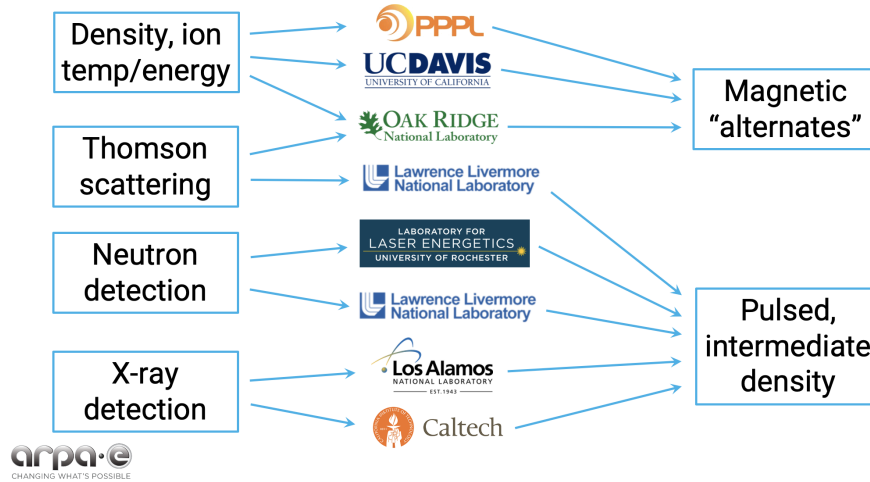 Density, ion
temp/energy
Thomson
scattering
Neutron
detection
X-ray
detection
PPPL
UCDAVIS
UNIVERSITY OF CALIFORNIA
OAK RIDGE
National Laboratory
Lawrence Livermore
National Laboratory
LABORATORY FOR
LASER ENERGETICS
UNIVERSITY OF ROCHESTER
Lawrence Livermore
National Laboratory
Los Alamos
NATIONAL LABORATORY
EST.1943
Caltech
Magnetic
“alternates”
Pulsed,
intermediate
density
arpa·e
CHANGING WHAT'S POSSIBLE